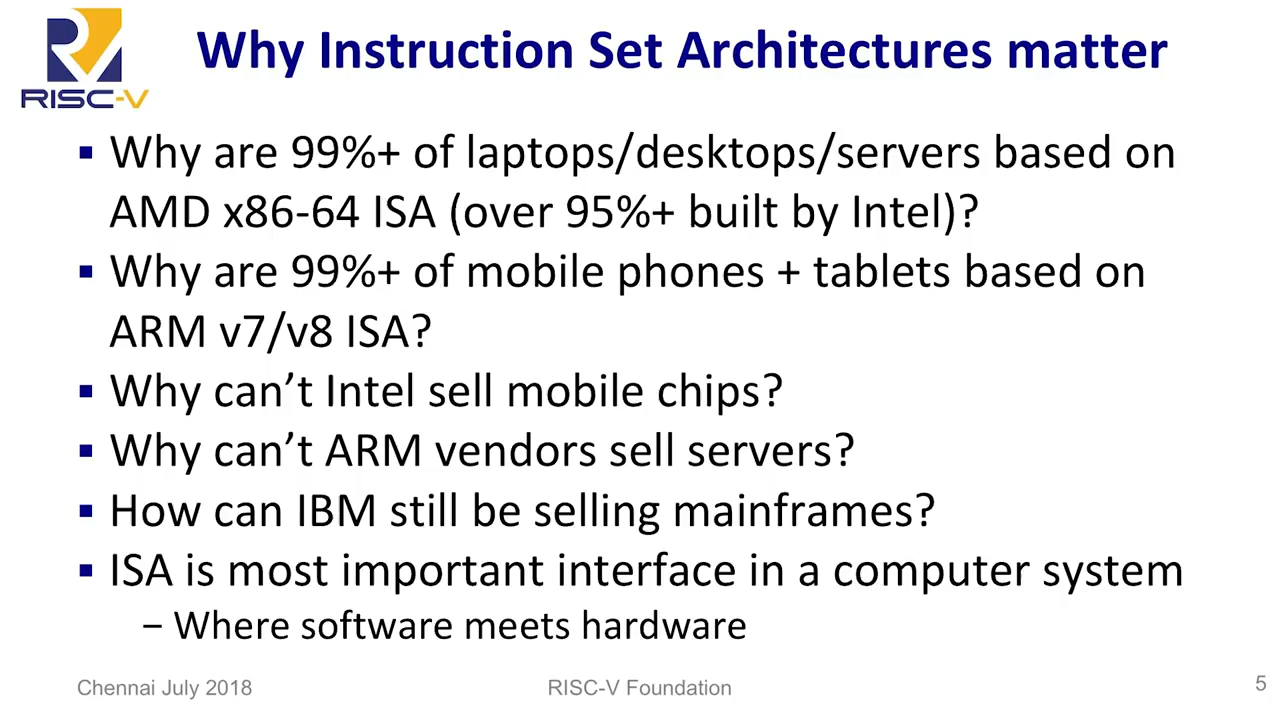 RISC-V
Why Instruction Set Architectures matter
▪ Why are 99%+ of laptops/desktops/servers based on
AMD x86-64 ISA (over 95%+ built by Intel)?
▪ Why are 99%+ of mobile phones + tablets based on
ARM v7/v8 ISA?
▪ Why can’t Intel sell mobile chips?
▪ Why can’t ARM vendors sell servers?
▪ How can IBM still be selling mainframes?
▪ ISA is most important interface in a computer system
– Where software meets hardware
Chennai July 2018
RISC-V Foundation
5